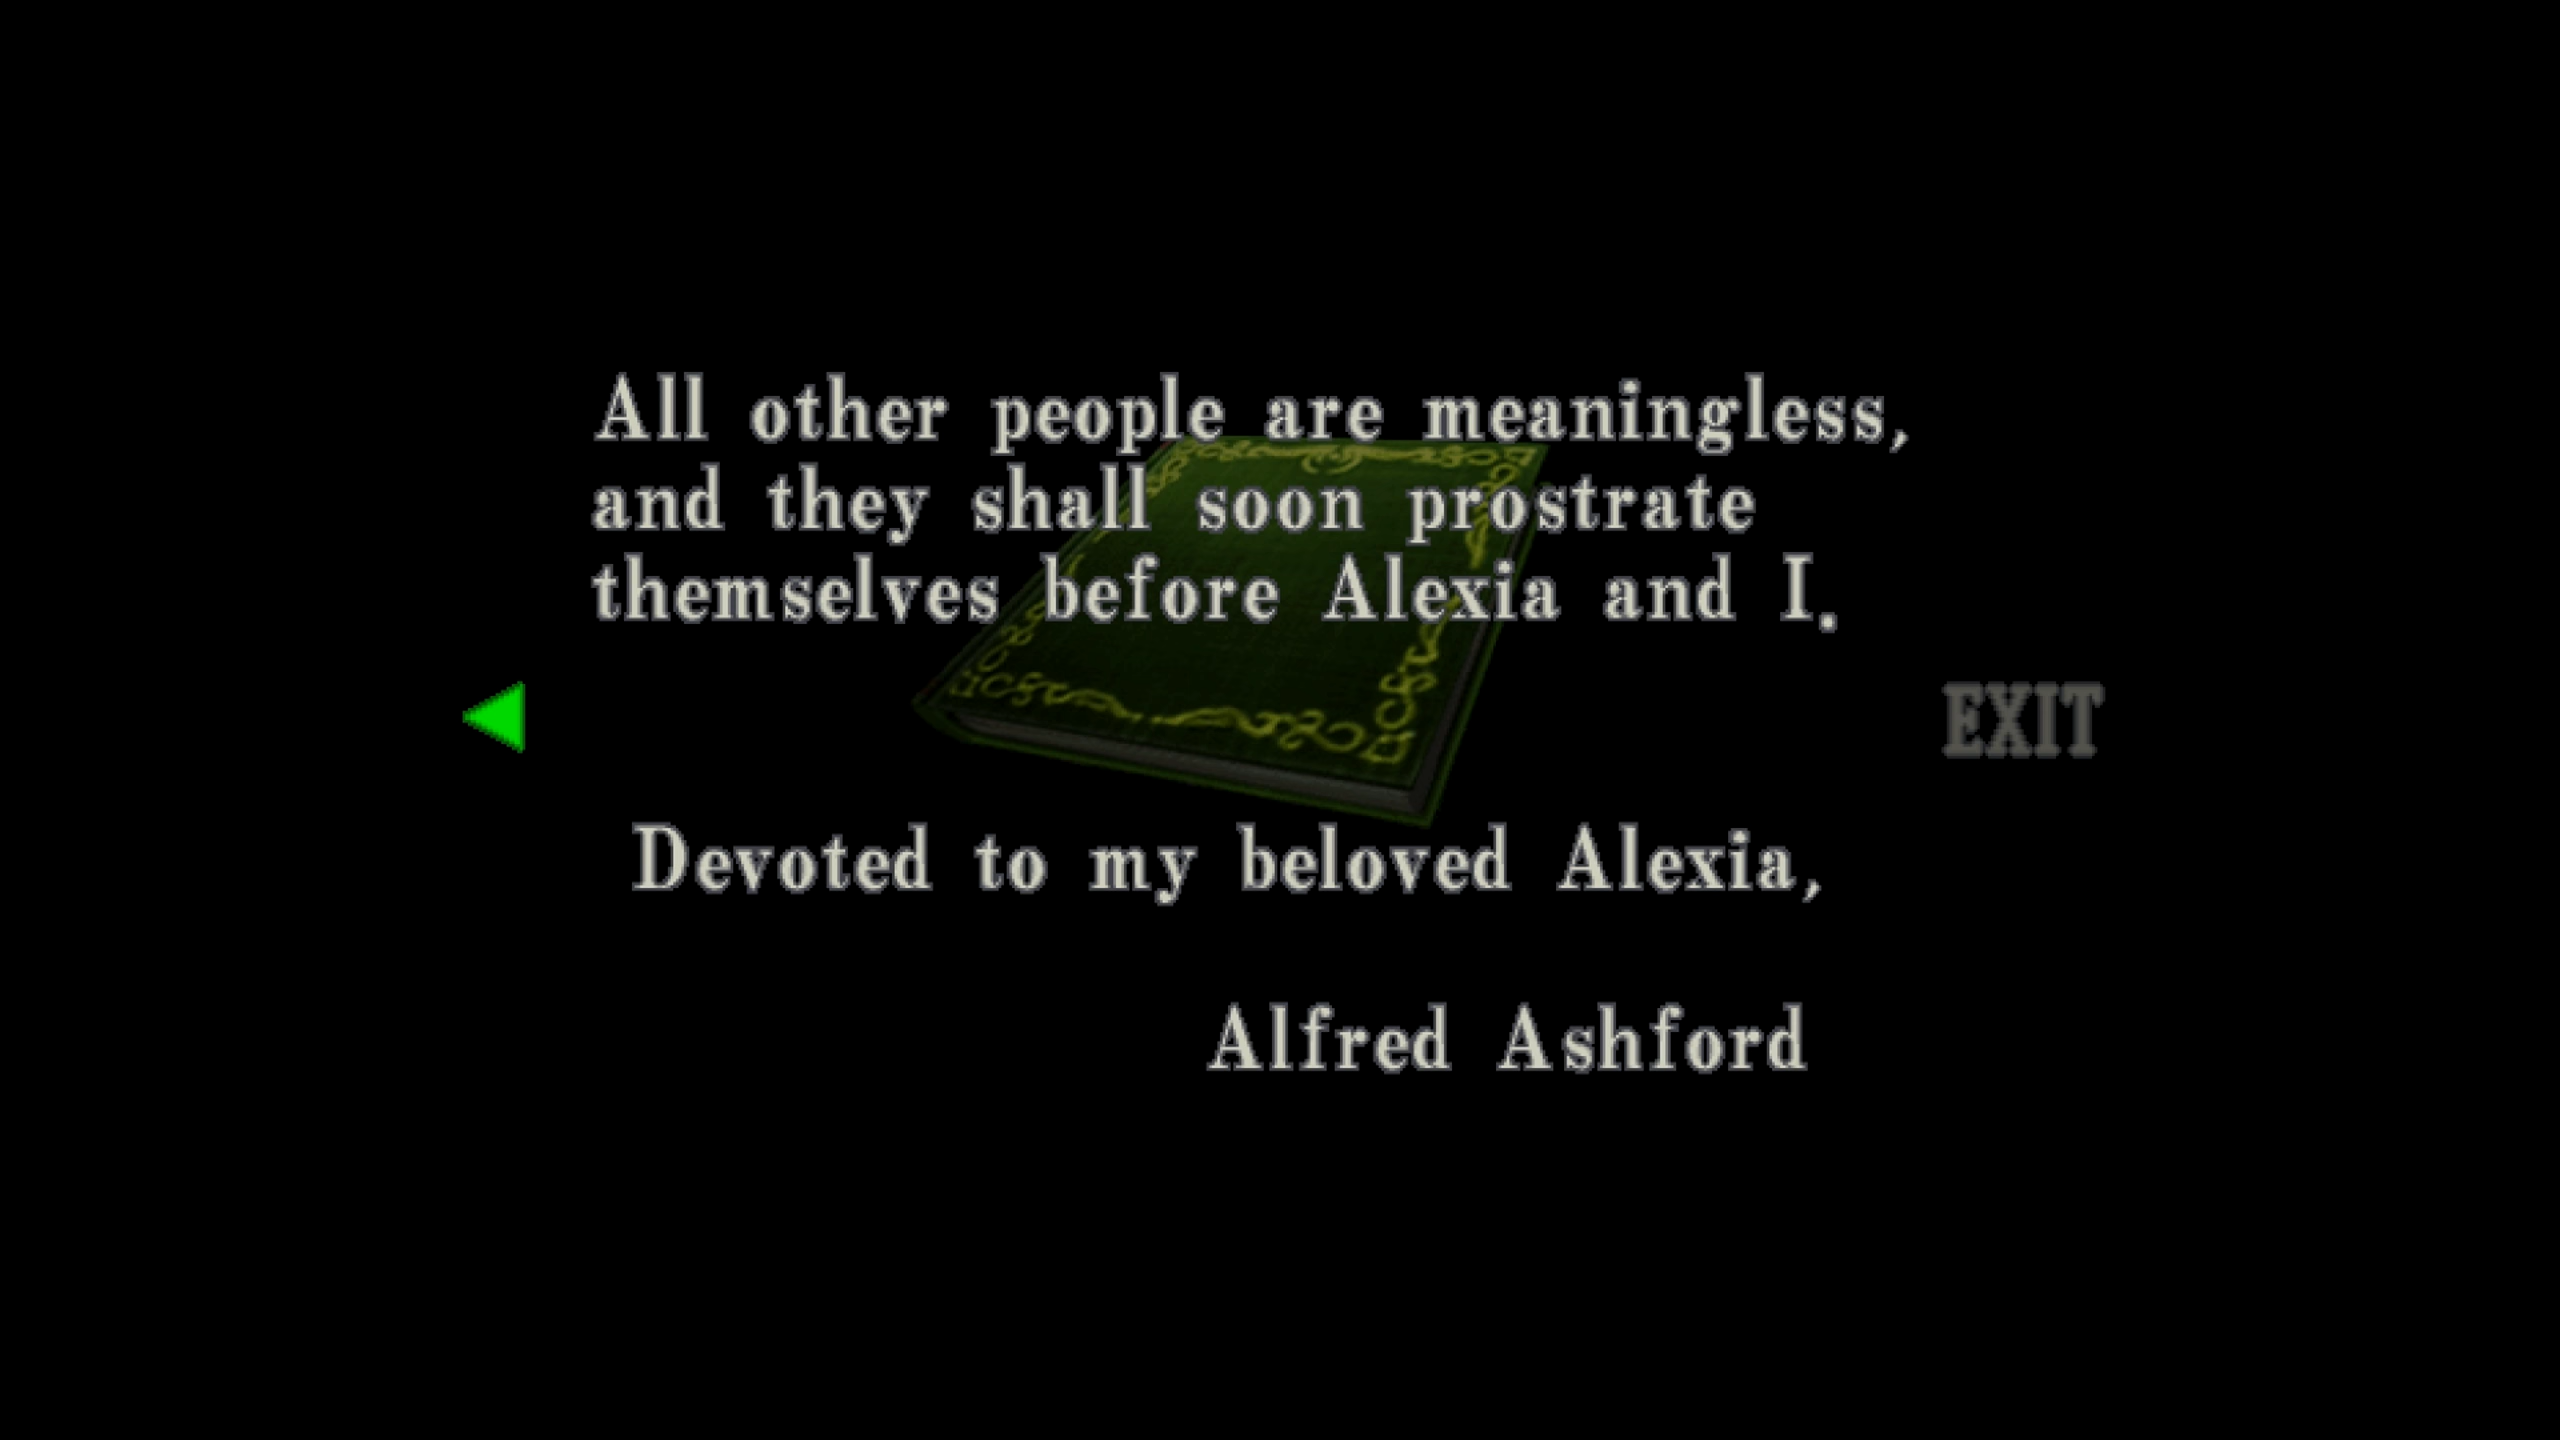 All other people are meaningless,
and they shall soon prostrate
themselves before Alexia and I.
EXIT
Devoted to my beloved Alexia,
Alfred Ashford